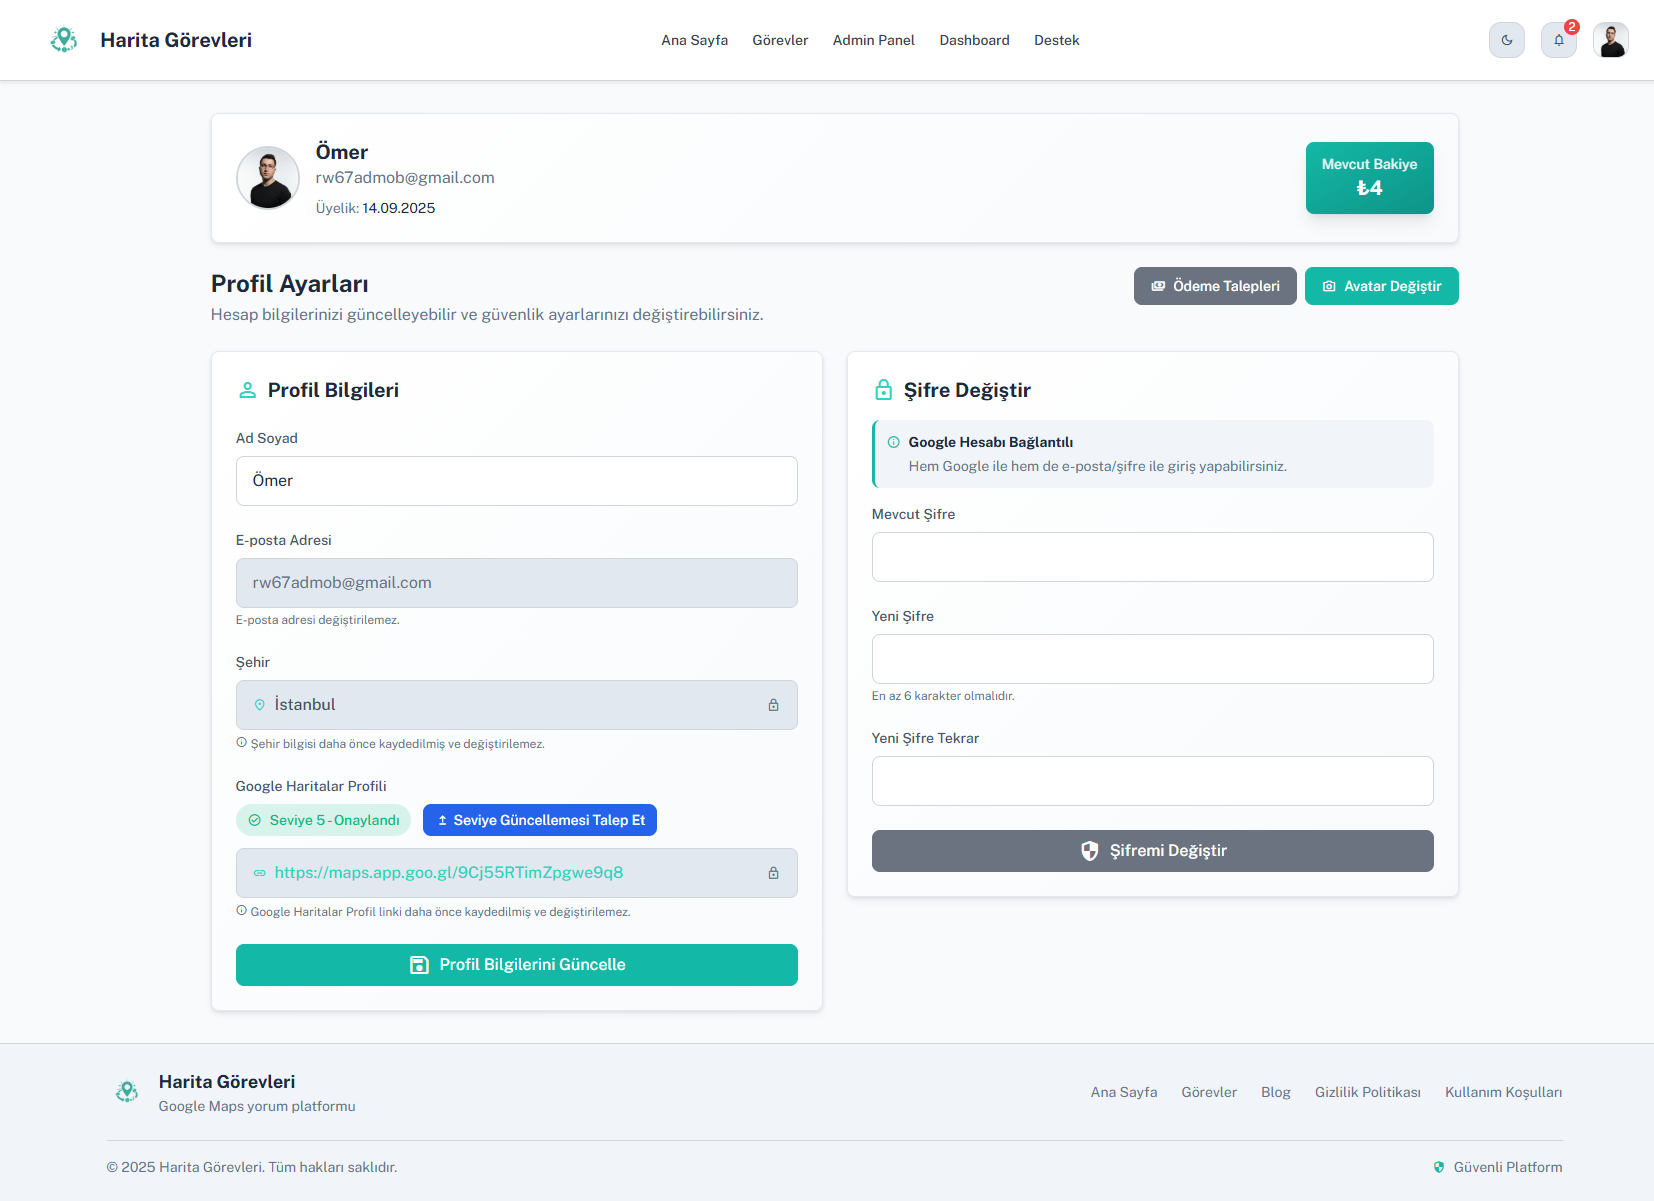 Harita Görevleri
Ana Sayfa Görevler Admin Panel Dashboard Destek
2
Ömer
rw67admob@gmail.com
Üyelik: 14.09.2025
Mevcut Bakiye
₺4
Profil Ayarları
Hesap bilgilerinizi güncelleyebilir ve güvenlik ayarlarınızı değiştirebilirsiniz.
Ödeme Talepleri
Avatar Değiştir
Profil Bilgileri
Ad Soyad
Ömer
E-posta Adresi
rw67admob@gmail.com
E-posta adresi değiştirilemez.
Şehir
İstanbul
Şehir bilgisi daha önce kaydedilmiş ve değiştirilemez.
Google Haritalar Profili
Seviye 5 - Onaylandı
Seviye Güncellemesi Talep Et
https://maps.app.goo.gl/9Cj55RTimZpgwe9q8
Google Haritalar Profil linki daha önce kaydedilmiş ve değiştirilemez.
Profil Bilgilerini Güncelle
Şifre Değiştir
Google Hesabı Bağlantılı
Hem Google ile hem de e-posta/şifre ile giriş yapabilirsiniz.
Mevcut Şifre
Yeni Şifre
En az 6 karakter olmalıdır.
Yeni Şifre Tekrar
Şifremi Değiştir
Harita Görevleri
Google Maps yorum platformu
Ana Sayfa Görevler Blog Gizlilik Politikası Kullanım Koşulları
© 2025 Harita Görevleri. Tüm hakları saklıdır.
Güvenli Platform